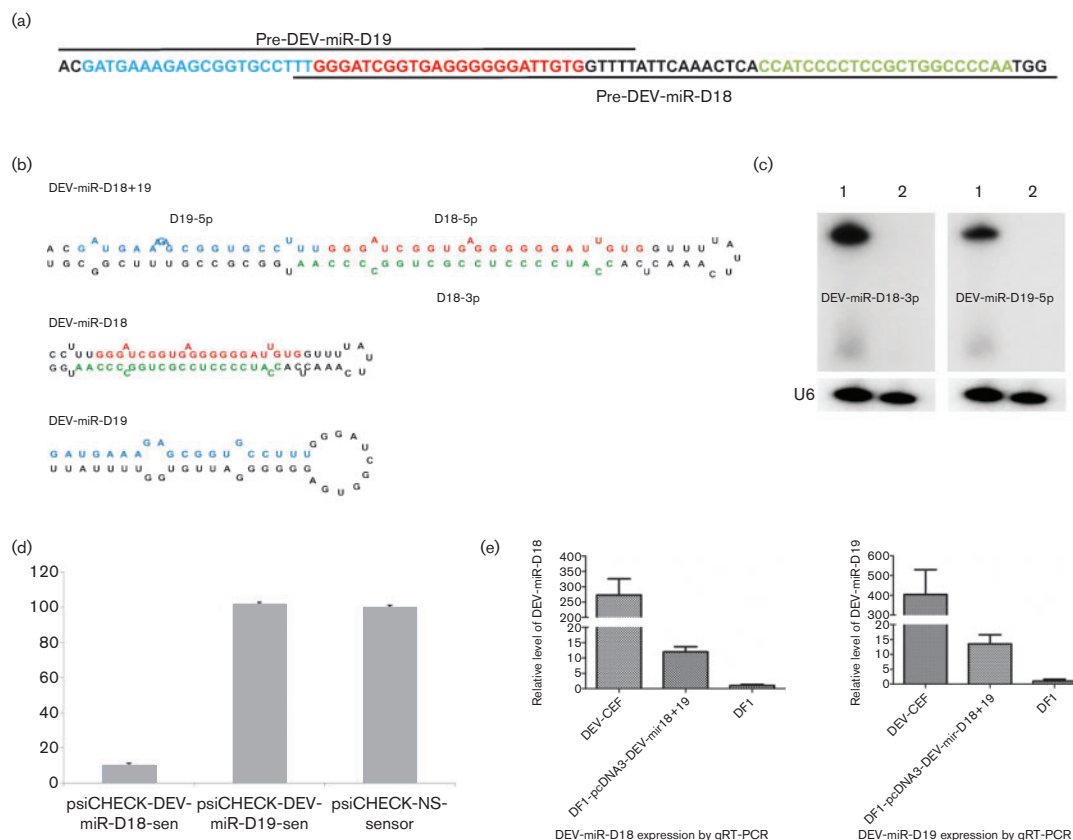 (a)
Pre-DEV-miR-D19
ACGATGAAAGAGCGGTGCCTTTGGGATCGGTGAGGGGGGATTGTGGTTTTATTCAAACTCACCATCCCCTCCGCTGGCCCCAATGG
Pre-DEV-miR-D18
(b)
DEV-miR-D18+19
D19-5p D18-5p
D18-3p
DEV-miR-D18
DEV-miR-D19
(c)
1 2 1 2
DEV-miR-D18-3p DEV-miR-D19-5p
U6
(d)
120
100
80
60
40
20
0
psiCHECK-DEV-
miR-D18-sen
psiCHECK-DEV-
miR-D19-sen
psiCHECK-NS-
sensor
(e)
Relative level of DEV-miR-D18
400
350
300
250
200
20
15
10
5
0
DEV-CEF
DF1-pcDNA3-DEV-mir18+19
DF1
DEV-miR-D18 expression by qRT-PCR
Relative level of DEV-miR-D19
600
500
400
300
20
15
10
5
0
DEV-CEF
DF1-pcDNA3-DEV-mir-D18+19
DF1
DEV-miR-D19 expression by qRT-PCR